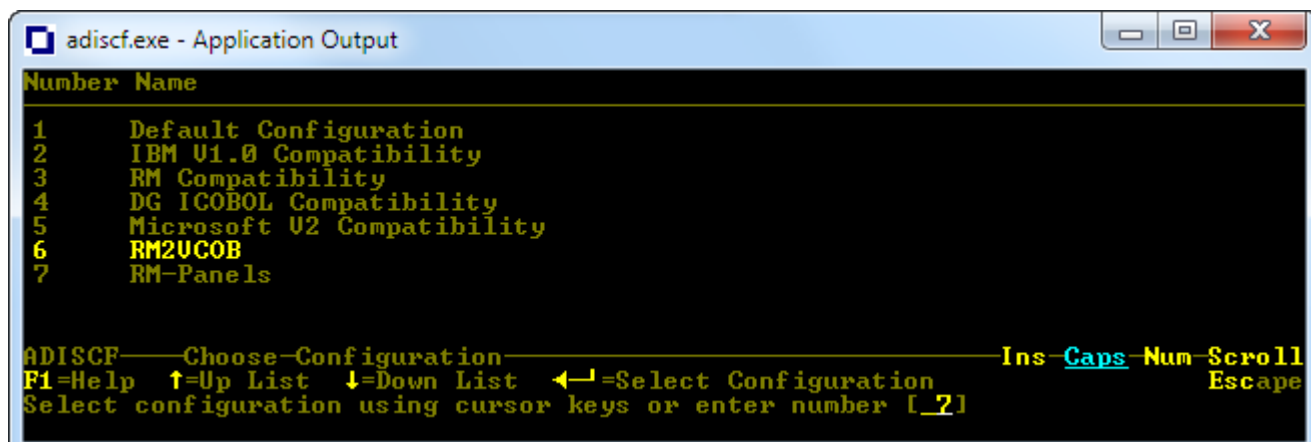 adiscf.exe - Application Output
Number Name
1 Default Configuration
2 IBM V1.0 Compatibility
3 RM Compatibility
4 DG ICOBOL Compatibility
5 Microsoft V2 Compatibility
6 RM2VCOB
7 RM-Panels
ADISCF Choose-Configuration Ins-Caps-Num-Scroll
F1=Help ↑=Up List ↓=Down List ←┘=Select Configuration Escape
Select configuration using cursor keys or enter number [ 7]